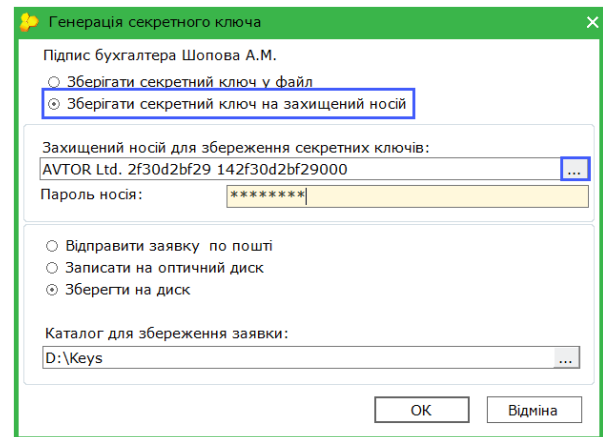 Генерація секретного ключа
Підпис бухгалтера Шопова А.М.
Зберігати секретний ключ у файл
Зберігати секретний ключ на захищений носій
Захищений носій для збереження секретних ключів:
AVTOR Ltd. 2f30d2bf29 142f30d2bf29000 ...
Пароль носія: ********
Відправити заявку по пошті
Записати на оптичний диск
Зберегти на диск
Каталог для збереження заявки:
D:\Keys ...
ОК Відміна